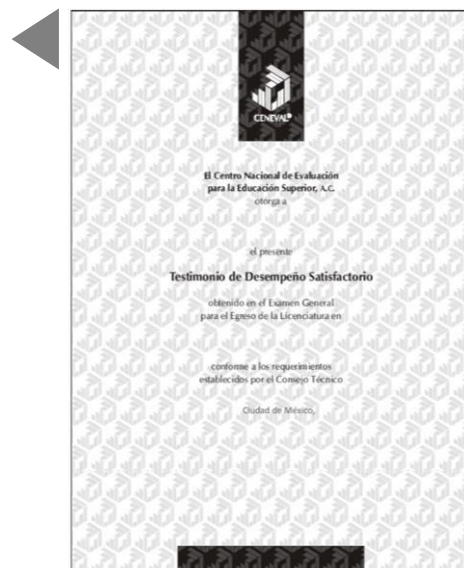 CENEVAL®
El Centro Nacional de Evaluación
para la Educación Superior, A.C.
otorga a
el presente
Testimonio de Desempeño Satisfactorio
obtenido en el Examen General
para el Egreso de la Licenciatura en
conforme a los requerimientos
establecidos por el Consejo Técnico
Ciudad de México,